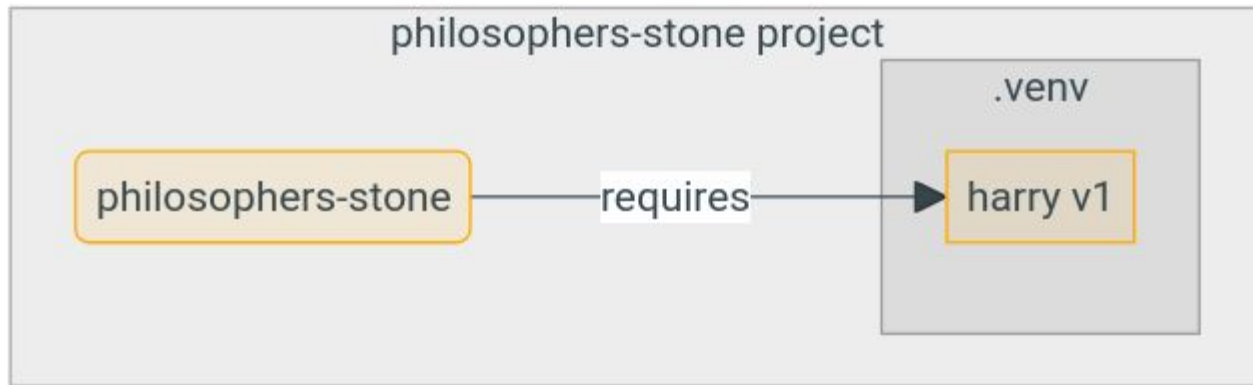 philosophers-stone project
.venv
philosophers-stone
requires
harry v1